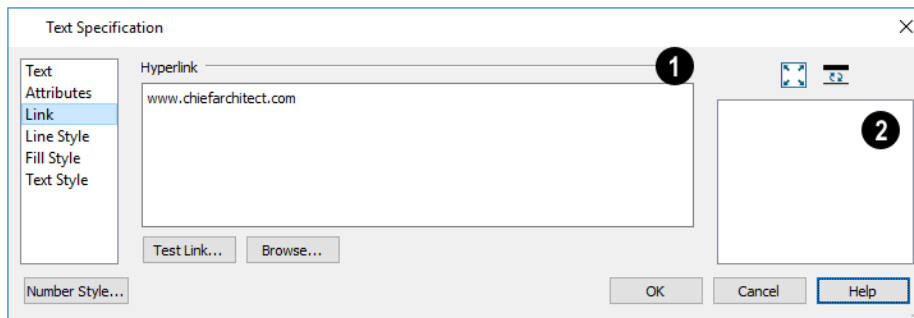 Text Specification
Text
Attributes
Link
Line Style
Fill Style
Text Style
Hyperlink
1
www.chiefarchitect.com
2
Test Link...
Browse...
Number Style...
OK
Cancel
Help